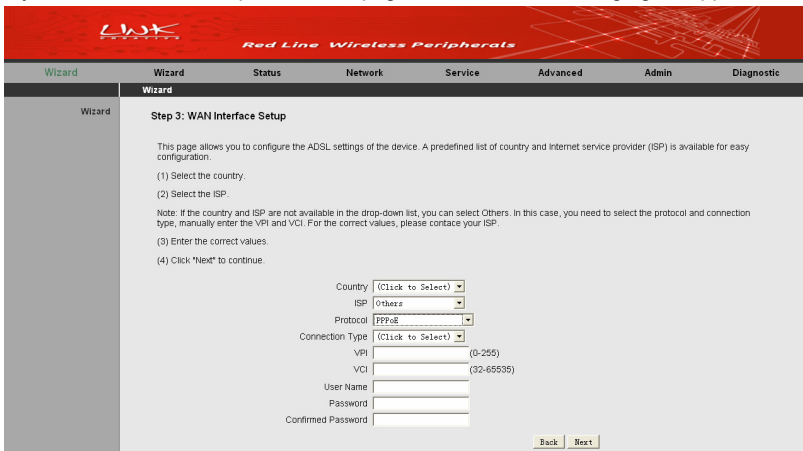 LINK
CREATIVE
Red Line Wireless Peripherals
Wizard Wizard Status Network Service Advanced Admin Diagnostic
Wizard
Wizard
Step 3: WAN Interface Setup
This page allows you to configure the ADSL settings of the device. A predefined list of country and Internet service provider (ISP) is available for easy
configuration.
(1) Select the country.
(2) Select the ISP.
Note: If the country and ISP are not available in the drop-down list, you can select Others. In this case, you need to select the protocol and connection
type, manually enter the VPI and VCI. For the correct values, please contace your ISP.
(3) Enter the correct values.
(4) Click "Next" to continue.
Country (Click to Select)
ISP Others
Protocol PPPoE
Connection Type (Click to Select)
VPI (0-255)
VCI (32-65535)
User Name
Password
Confirmed Password
Back Next